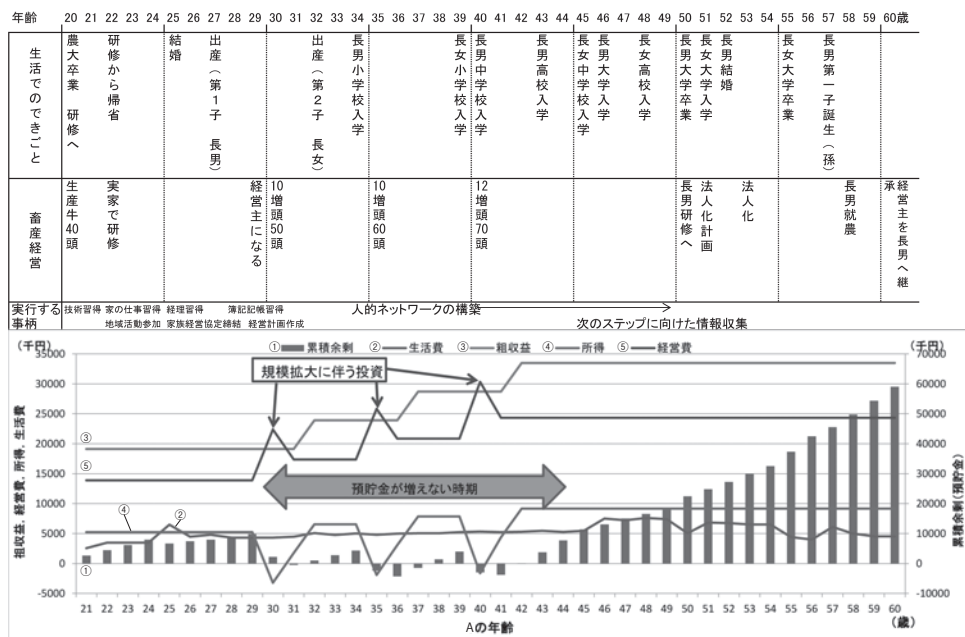 年齢 20 21 22 23 24 25 26 27 28 29 30 31 32 33 34 35 36 37 38 39 40 41 42 43 44 45 46 47 48 49 50 51 52 53 54 55 56 57 58 59 60歳
生活でのできごと
農大卒業 研修へ
研修から帰省
結婚
出産(第1子 長男)
出産(第2子 長女)
長男小学校入学
長女小学校入学
長男中学校入学
長男高校入学
長女中学校入学
長男大学入学
長女高校入学
長男大学卒業
長女大学入学
長男結婚
長女大学卒業
長男第一子誕生(孫)
畜産経営
生産牛40頭
実家で研修
経営主になる
10増頭50頭
10増頭60頭
12増頭70頭
長男研修へ
法人化計画
法人化
長男就農
経営主を長男へ継承
実行する事柄
技術習得 家の仕事習得 経理習得 簿記記帳習得
地域活動参加 家族経営協定締結 経営計画作成
人的ネットワークの構築
次のステップに向けた情報収集
(千円)
(千円)
①累積余剰 ②生活費 ③粗収益 ④所得 ⑤経営費
規模拡大に伴う投資
預貯金が増えない時期
粗収益、経営費、所得、生活費
35000
30000
25000
20000
15000
10000
5000
0
-5000
③
⑤
④
②
①
70000
60000
50000
40000
30000
20000
10000
0
-10000
累積余剰(預貯金)
21 22 23 24 25 26 27 28 29 30 31 32 33 34 35 36 37 38 39 40 41 42 43 44 45 46 47 48 49 50 51 52 53 54 55 56 57 58 59 60
Aの年齢
(歳)